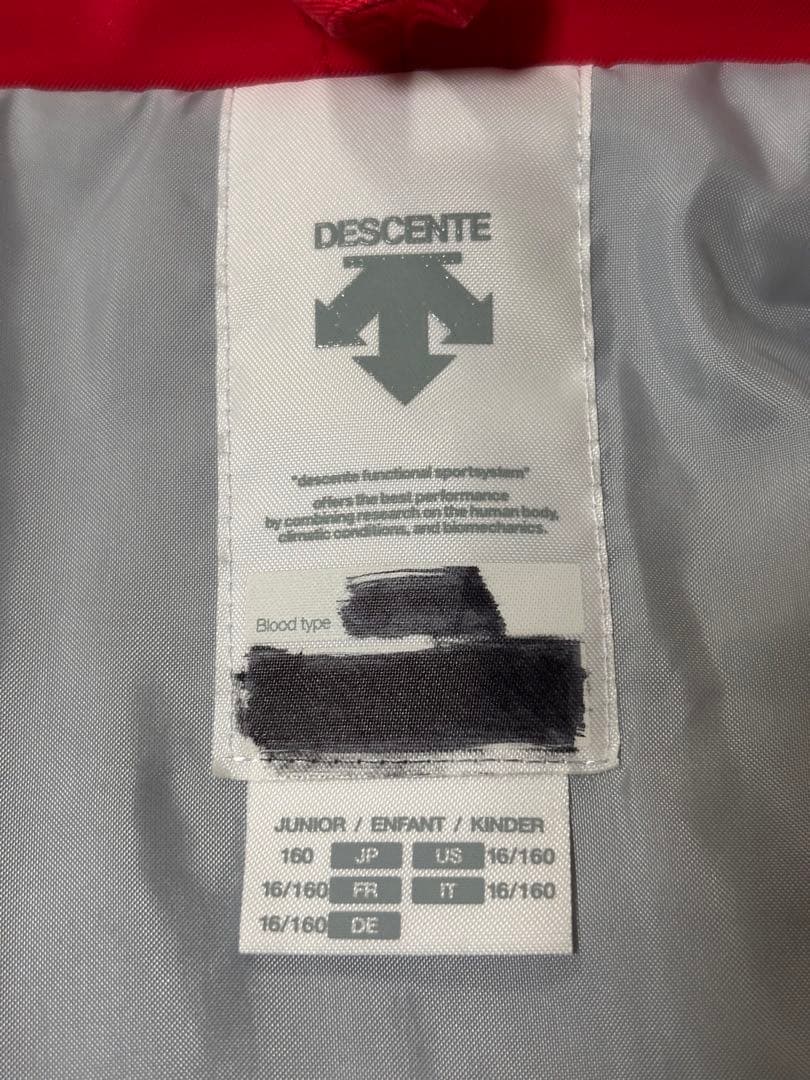 DESCENTE
"descente functional sportsystem"
offers the best performance
by combining research on the human body,
climatic conditions, and biomechanics.
Blood type
JUNIOR / ENFANT / KINDER
160 JP US 16/160
16/160 FR IT 16/160
16/160 DE